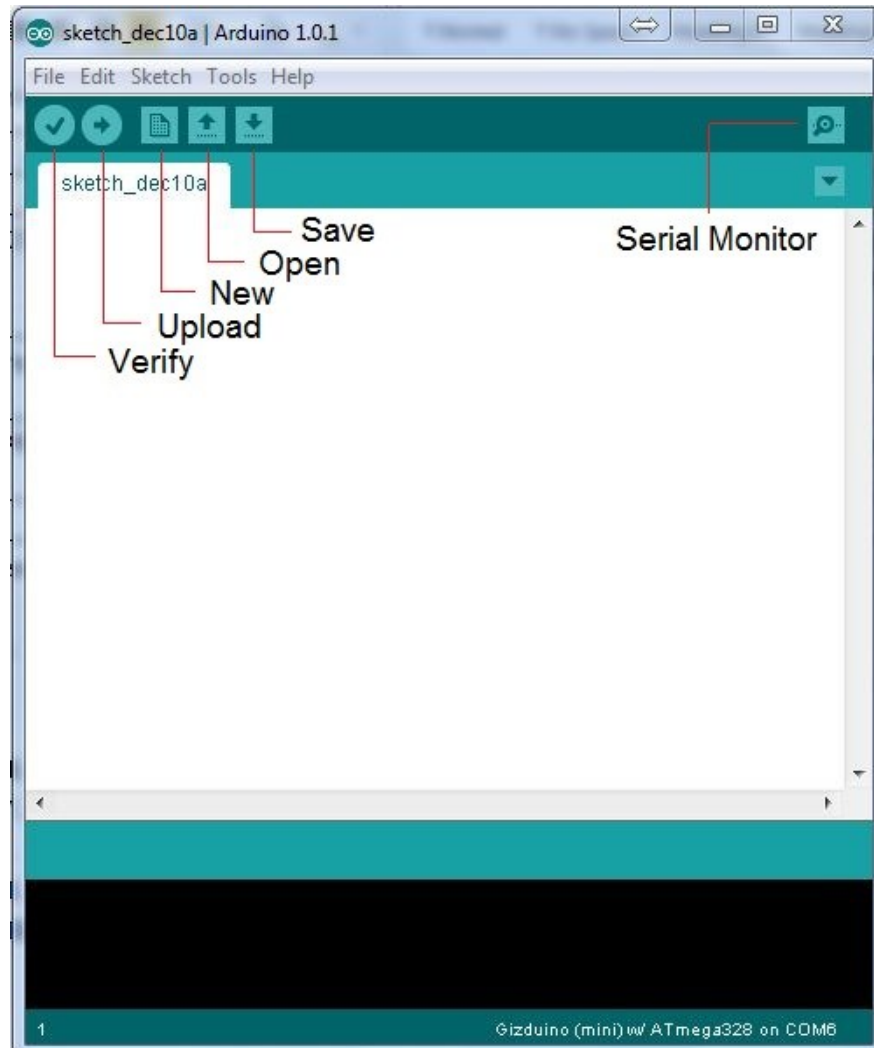 sketch_dec10a | Arduino 1.0.1
File Edit Sketch Tools Help
sketch_dec10a
Save
Serial Monitor
Open
New
Upload
Verify
1
Gizduino (mini) w/ ATmega328 on COM6